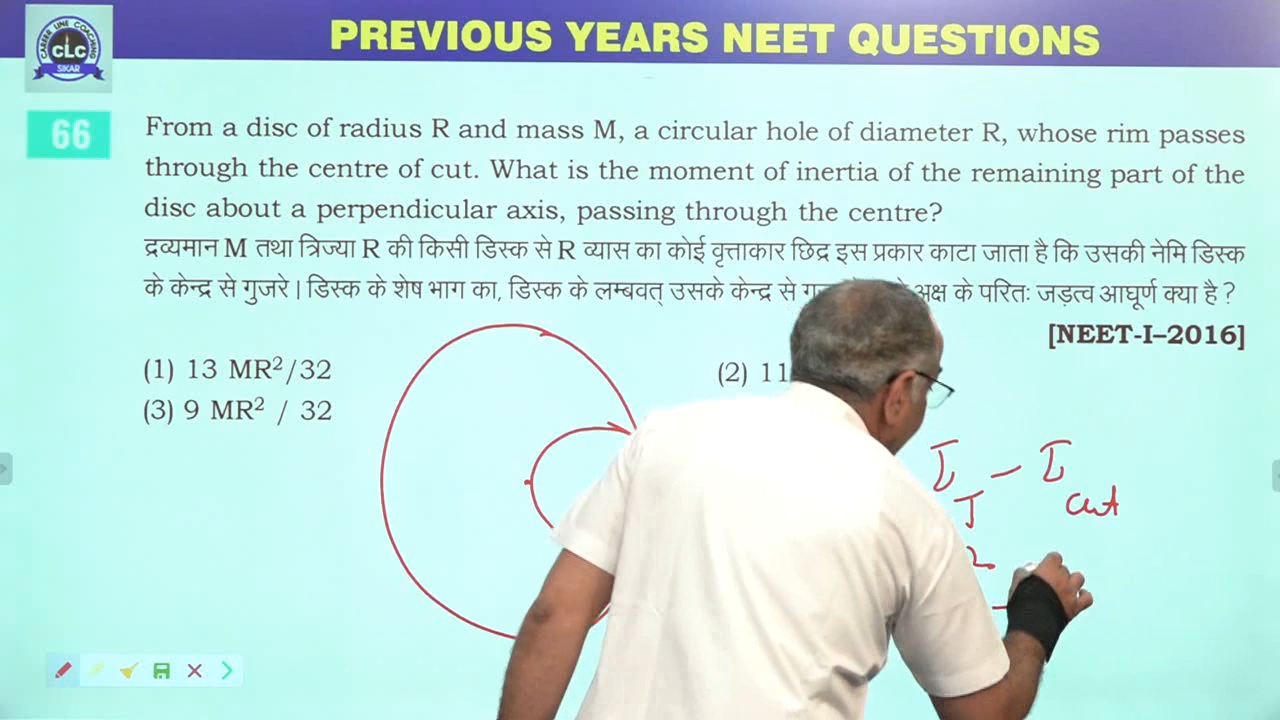 CAREER LINE COACHING
CLC
SIKAR
PREVIOUS YEARS NEET QUESTIONS
66
From a disc of radius R and mass M, a circular hole of diameter R, whose rim passes
through the centre of cut. What is the moment of inertia of the remaining part of the
disc about a perpendicular axis, passing through the centre?
द्रव्यमान M तथा त्रिज्या R की किसी डिस्क से R व्यास का कोई वृत्ताकार छिद्र इस प्रकार काटा जाता है कि उसकी नेमि डिस्क
के केन्द्र से गुजरे। डिस्क के शेष भाग का, डिस्क के लम्बवत् उसके केन्द्र से अक्ष के परितः जड़त्व आघूर्ण क्या है ?
[NEET-I–2016]
(1) 13 MR²/32
(2) 11
(3) 9 MR² / 32
I_T - I_cut
2